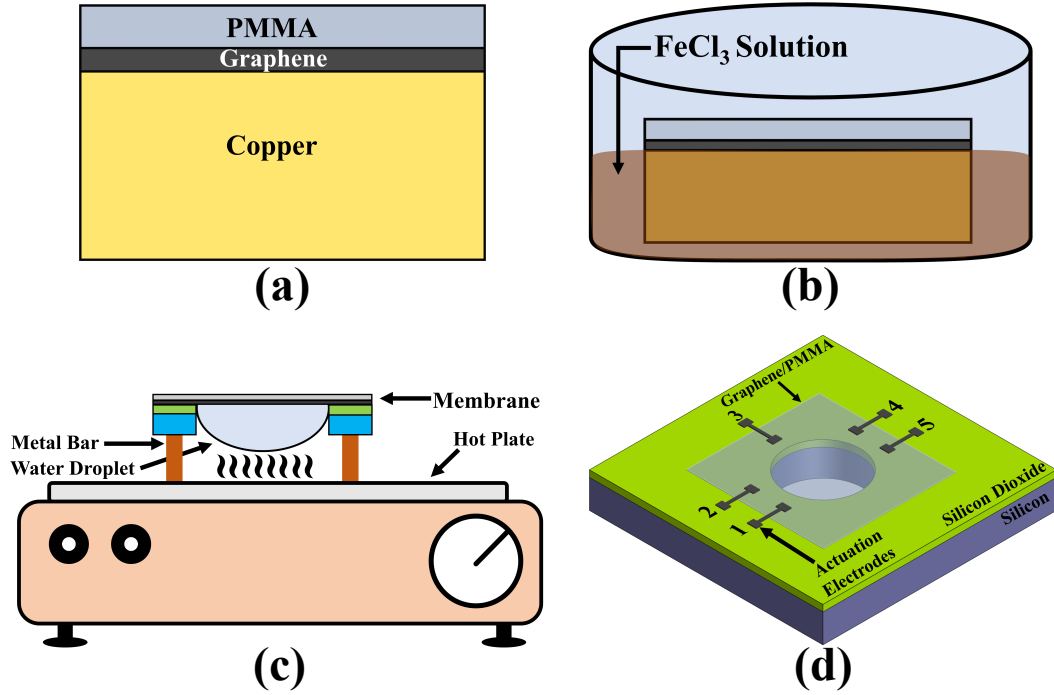 PMMA
Graphene
Copper
(a)
FeCl₃ Solution
(b)
Membrane
Metal Bar
Hot Plate
Water Droplet
(c)
Graphene/PMMA
3
4
5
2
1
Actuation
Electrodes
Silicon Dioxide
Silicon
(d)